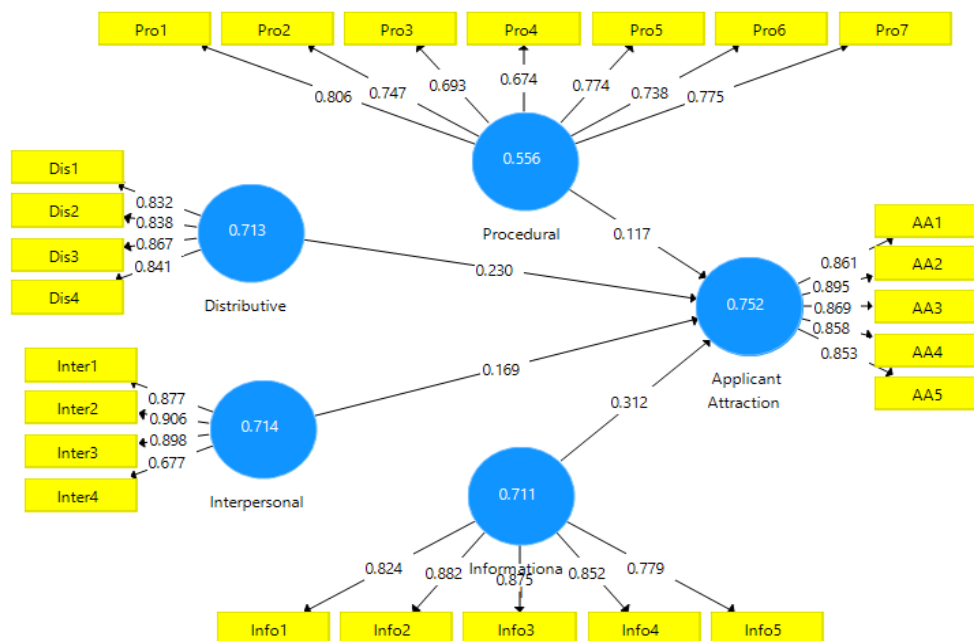 Pro1
Pro2
Pro3
Pro4
Pro5
Pro6
Pro7
0.806
0.747
0.693
0.674
0.774
0.738
0.775
0.556
Procedural
Dis1
Dis2
Dis3
Dis4
0.832
0.838
0.867
0.841
0.713
Distributive
0.117
0.230
Inter1
Inter2
Inter3
Inter4
0.877
0.906
0.898
0.677
0.714
Interpersonal
0.169
0.312
0.752
Applicant
Attraction
0.861
0.895
0.869
0.858
0.853
AA1
AA2
AA3
AA4
AA5
0.711
Informationa
0.824
0.882
0.875
0.852
0.779
Info1
Info2
Info3
Info4
Info5